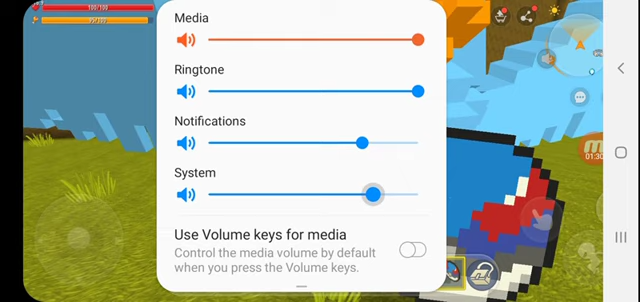 100/100
Media
Ringtone
Notifications
System
Use Volume keys for media
Control the media volume by default
when you press the Volume keys.
01:30